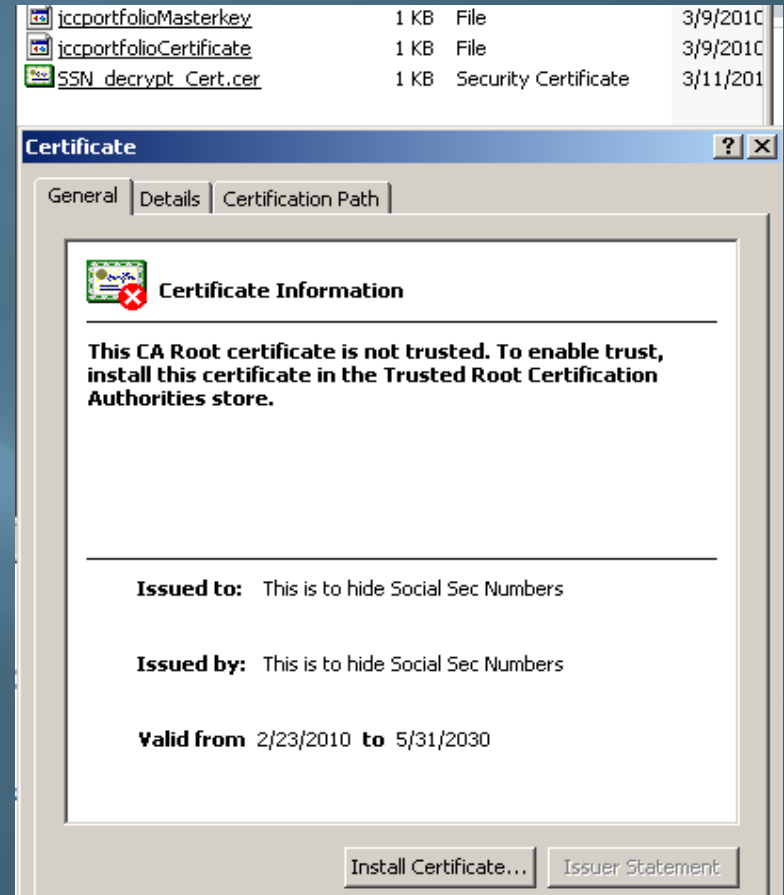 jccportfolioMasterkey 1 KB File 3/9/2010
jccportfolioCertificate 1 KB File 3/9/2010
SSN_decrypt_Cert.cer 1 KB Security Certificate 3/11/201
Certificate
General Details Certification Path
Certificate Information
This CA Root certificate is not trusted. To enable trust,
install this certificate in the Trusted Root Certification
Authorities store.
Issued to: This is to hide Social Sec Numbers
Issued by: This is to hide Social Sec Numbers
Valid from 2/23/2010 to 5/31/2030
Install Certificate... Issuer Statement